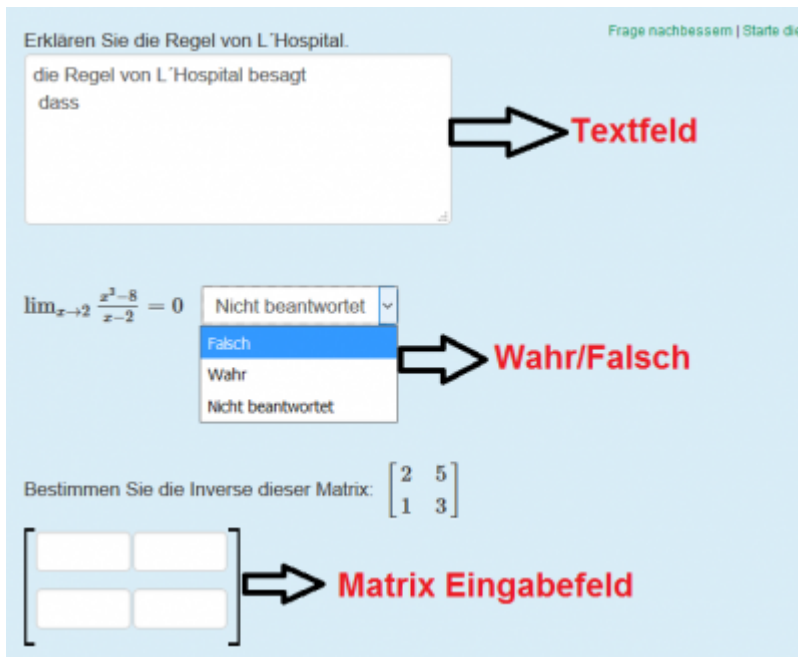 Frage nachbessern | Starte die
Erklären Sie die Regel von L´Hospital.
die Regel von L´Hospital besagt
dass
Textfeld
lim x→2 x³−8 / x−2 = 0 Nicht beantwortet
Falsch
Wahr
Nicht beantwortet
Wahr/Falsch
Bestimmen Sie die Inverse dieser Matrix: 2 5
1 3
Matrix Eingabefeld